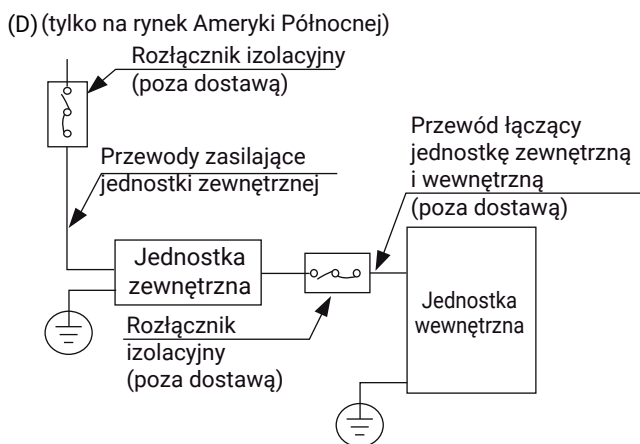 (D) (tylko na rynek Ameryki Północnej)
Rozłącznik izolacyjny
(poza dostawą)
Przewód łączący
jednostkę zewnętrzną
i wewnętrzną
(poza dostawą)
Przewody zasilające
jednostki zewnętrznej
Jednostka
zewnętrzna
Rozłącznik
izolacyjny
(poza dostawą)
Jednostka
wewnętrzna